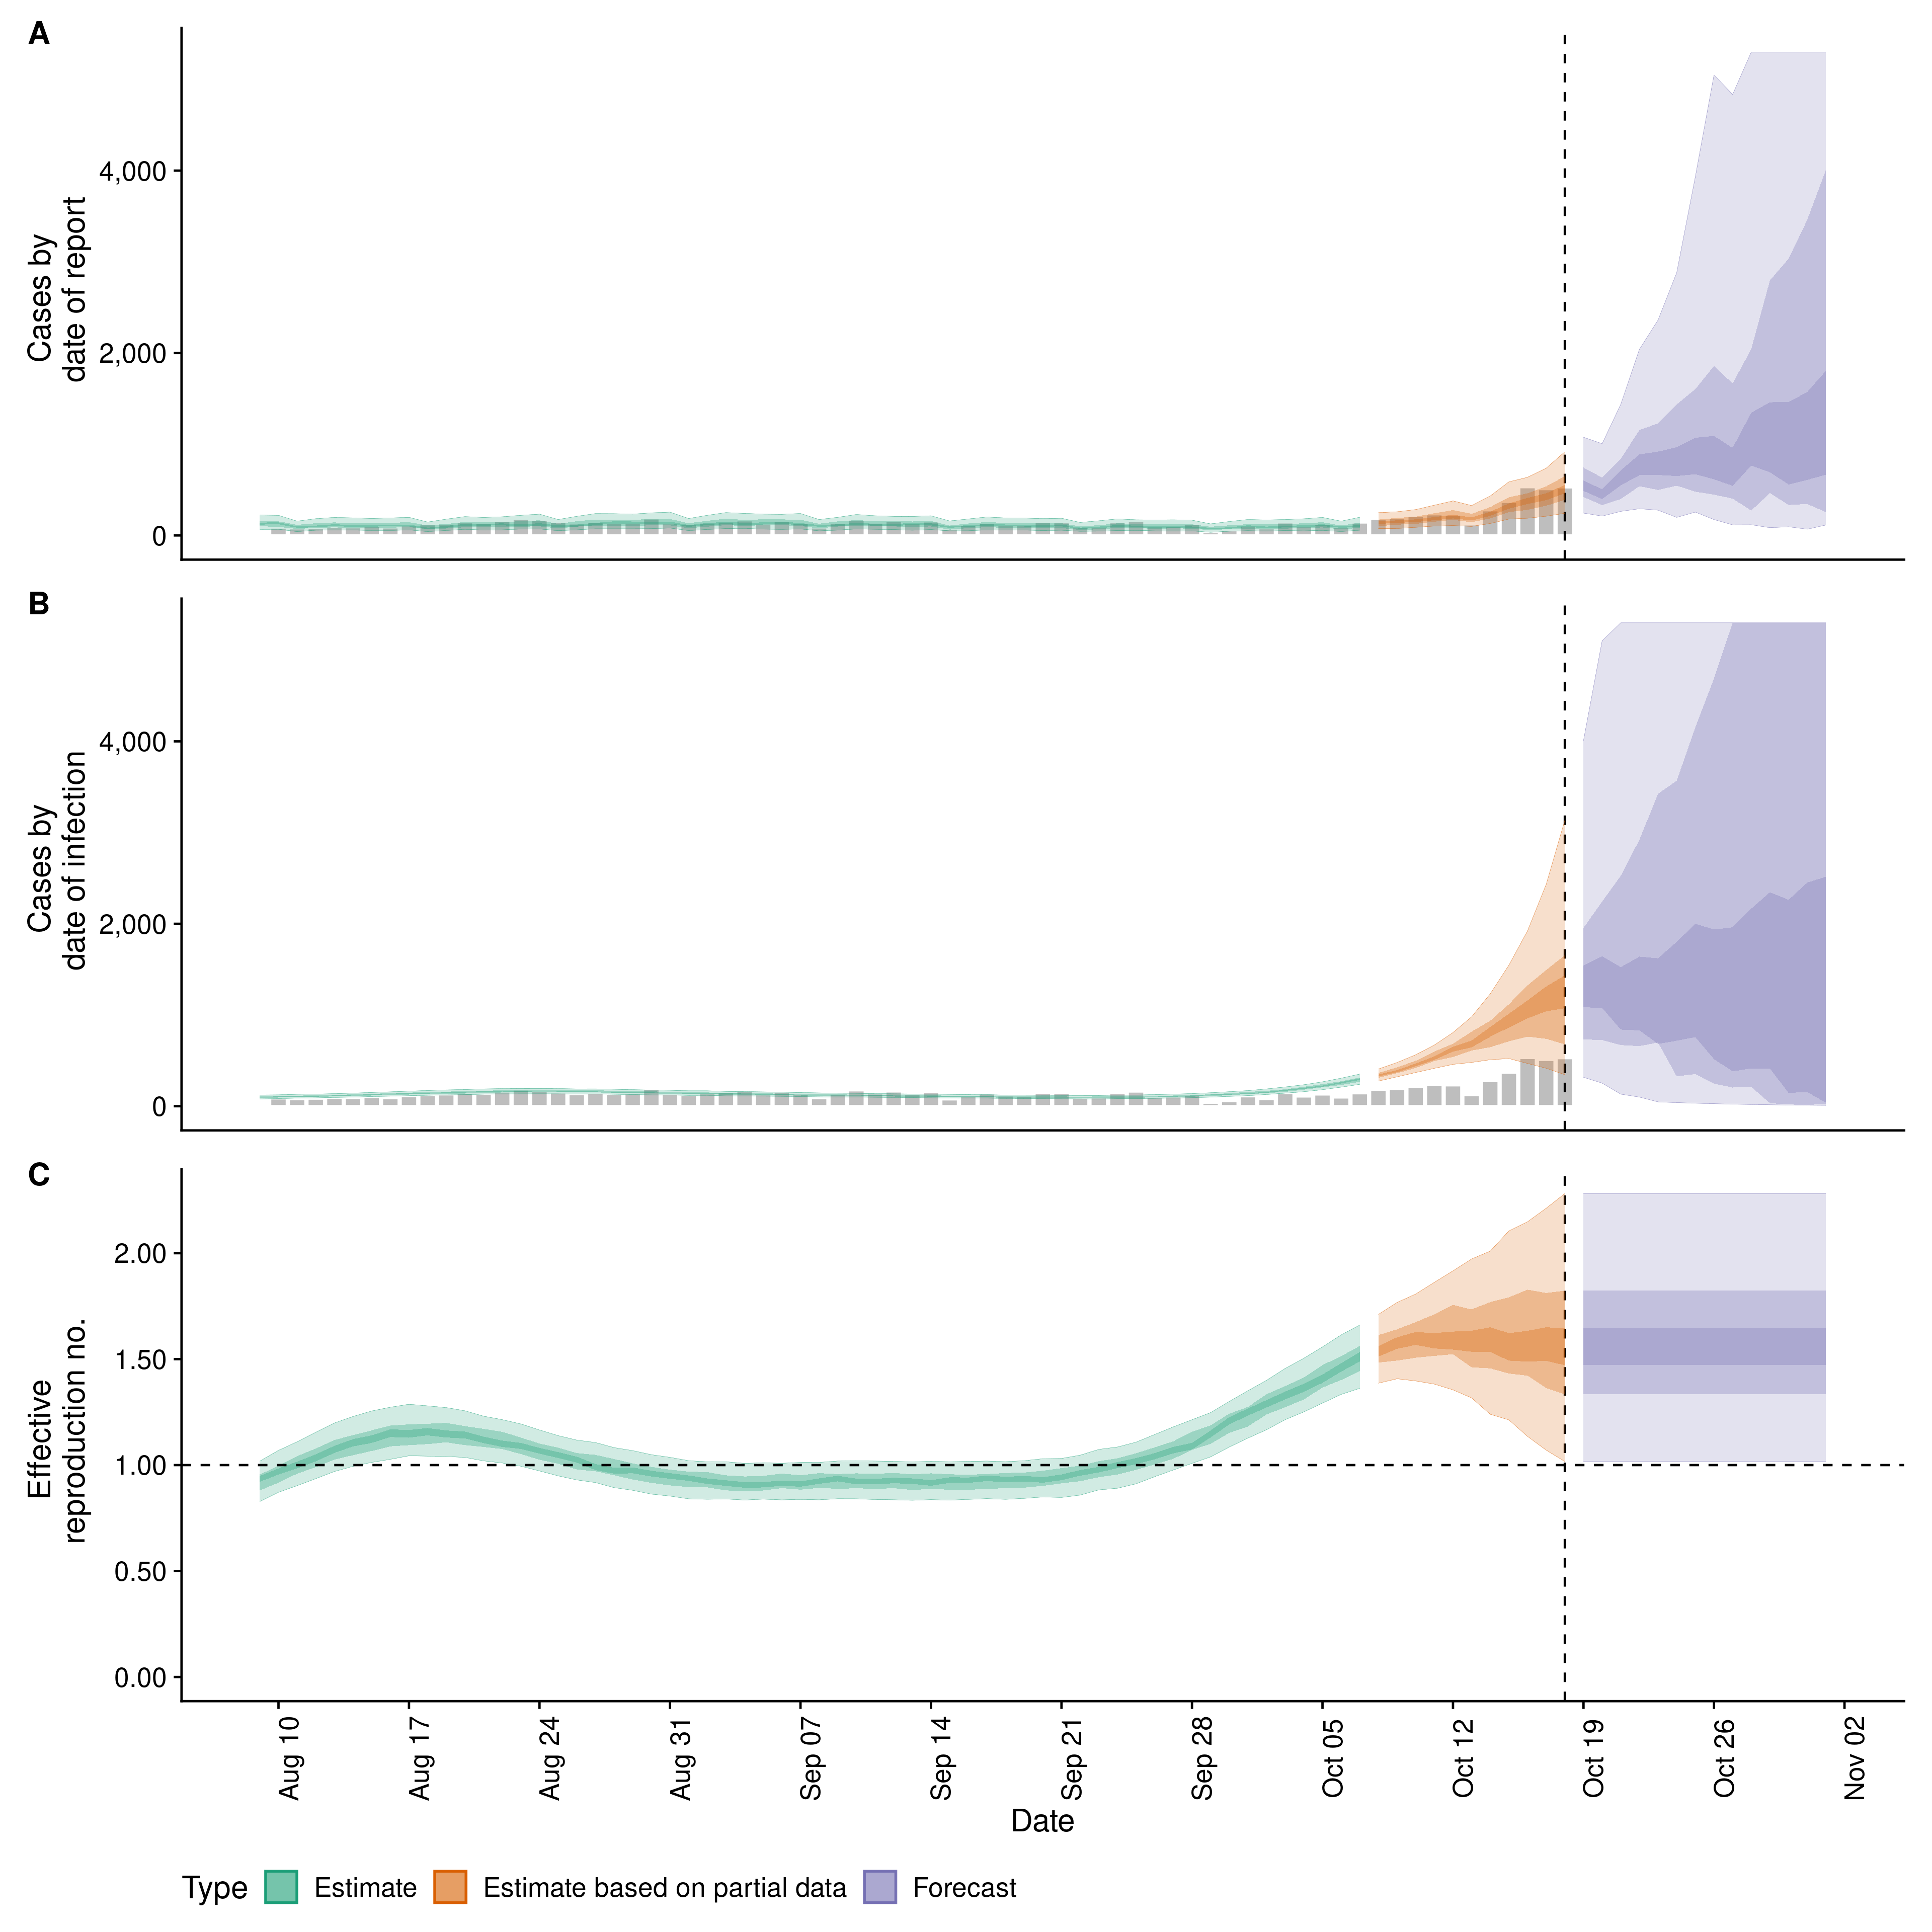 A
Cases by
date of report
4,000
2,000
0
B
Cases by
date of infection
4,000
2,000
0
C
Effective
reproduction no.
2.00
1.50
1.00
0.50
0.00
Aug 10
Aug 17
Aug 24
Aug 31
Sep 07
Sep 14
Sep 21
Sep 28
Oct 05
Oct 12
Oct 19
Oct 26
Nov 02
Date
Type Estimate Estimate based on partial data Forecast